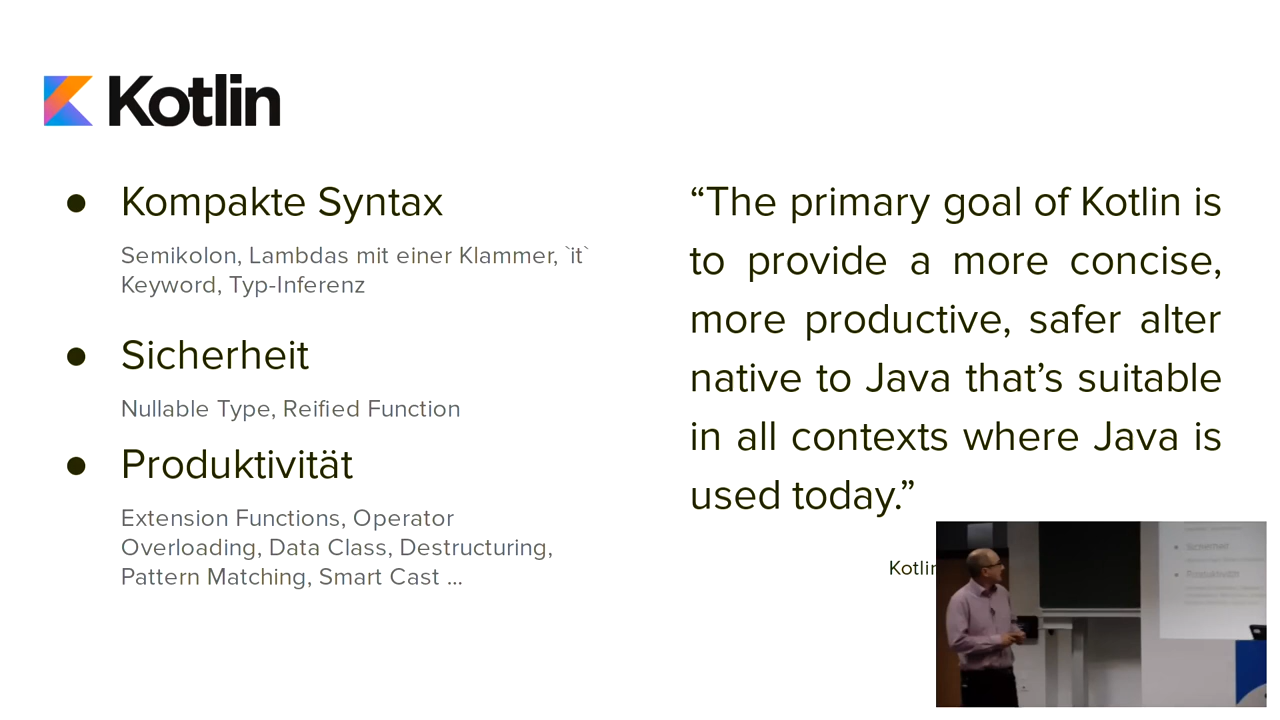 Kotlin
● Kompakte Syntax
Semikolon, Lambdas mit einer Klammer, `it`
Keyword, Typ-Inferenz
● Sicherheit
Nullable Type, Reified Function
● Produktivität
Extension Functions, Operator
Overloading, Data Class, Destructuring,
Pattern Matching, Smart Cast ...
“The primary goal of Kotlin is
to provide a more concise,
more productive, safer alter
native to Java that’s suitable
in all contexts where Java is
used today.”
Kotlin
Sicherheit
Produktivität